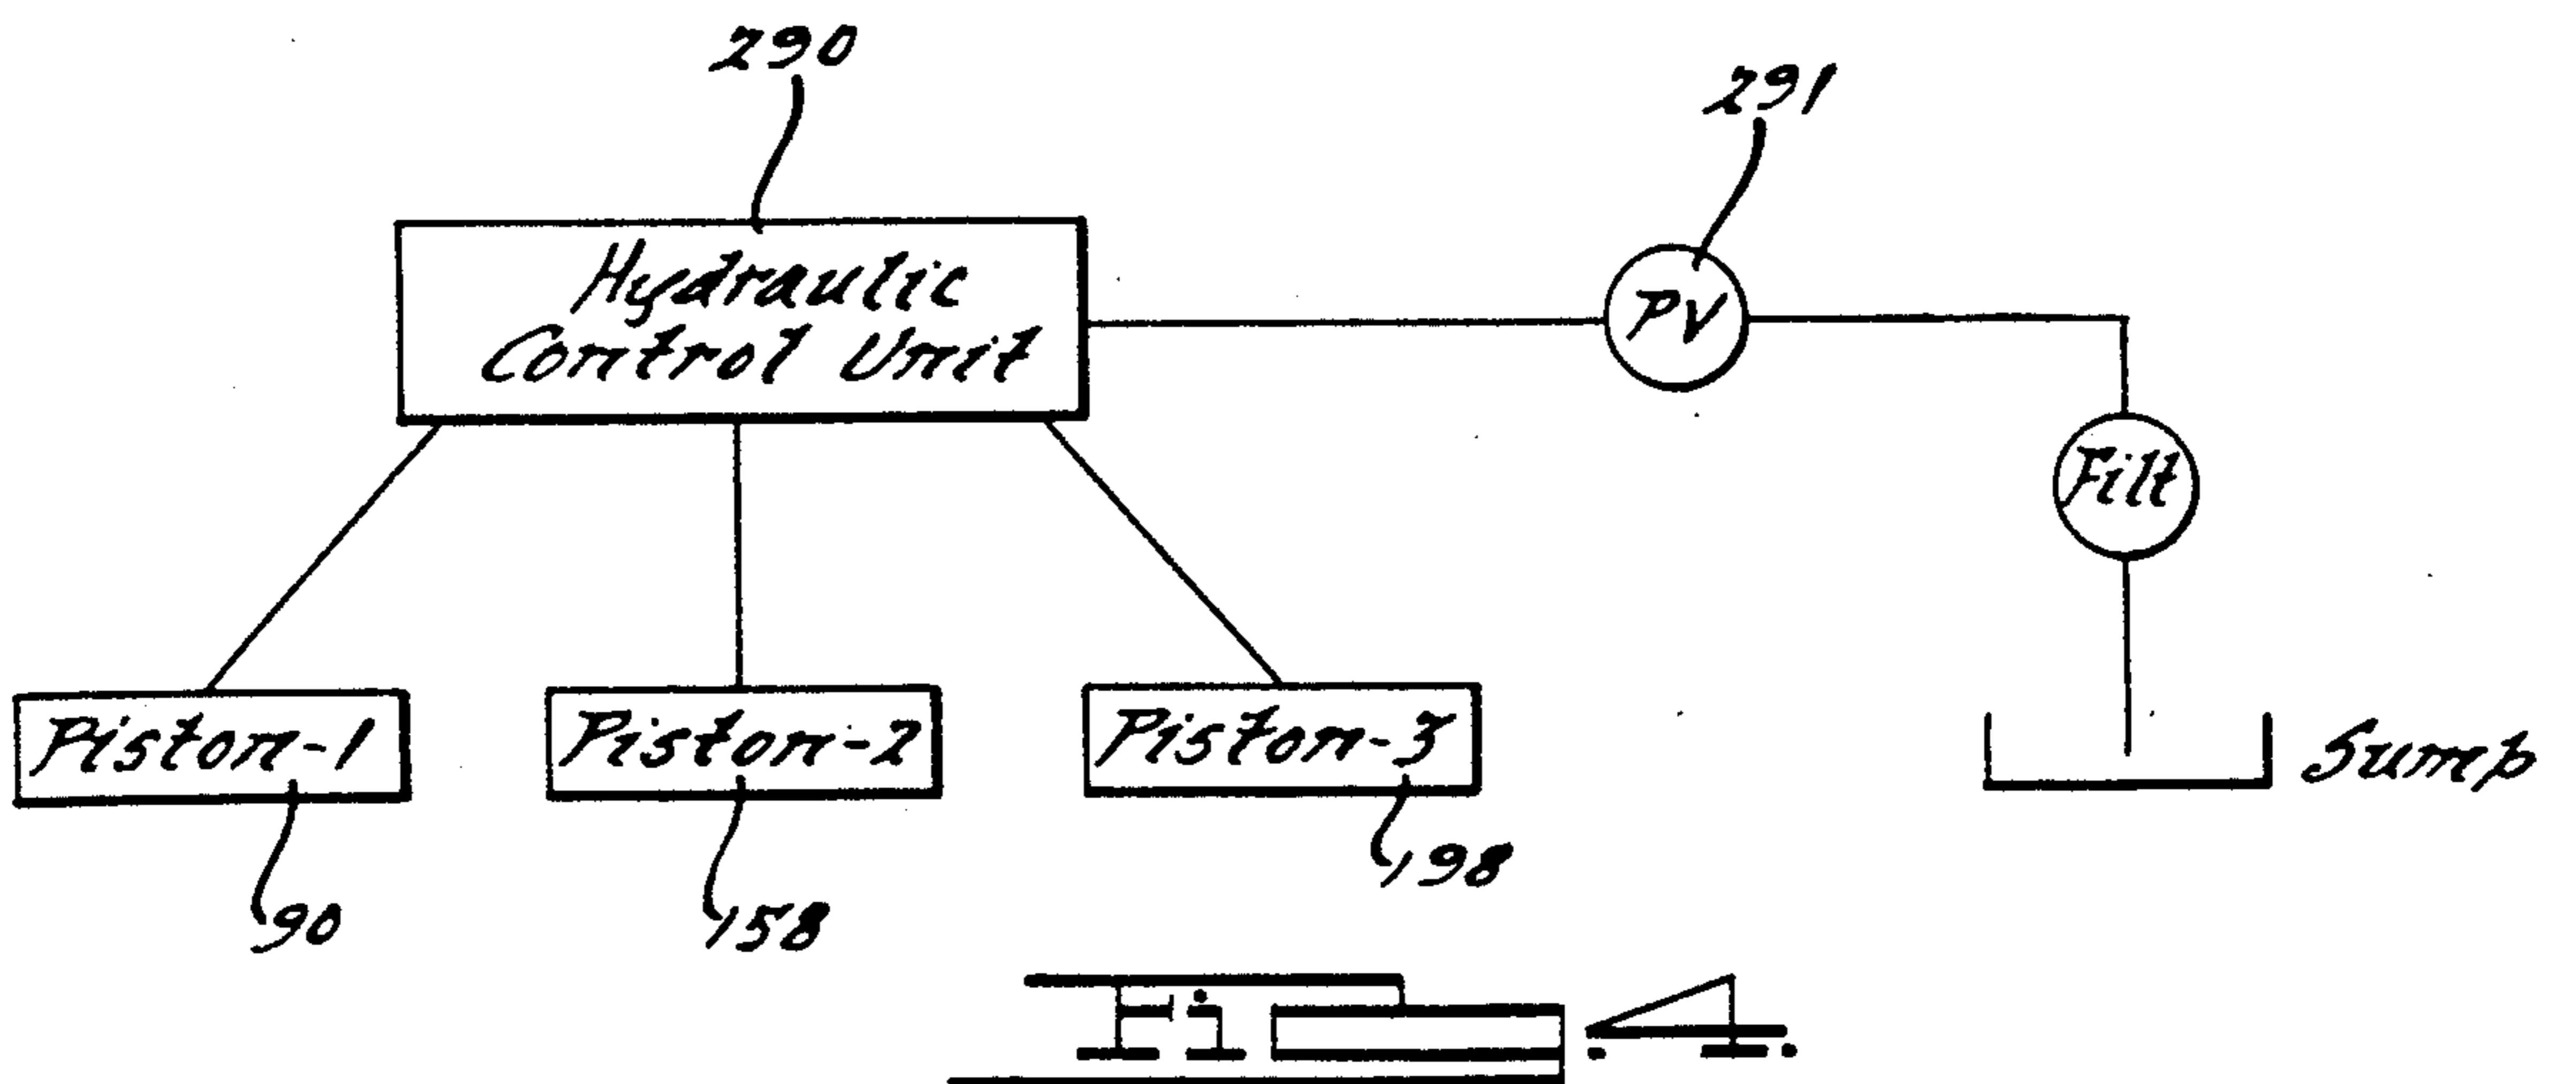 290
291
Hydraulic
Control Unit
PV
Filt
Piston-1
Piston-2
Piston-3
Sump
90
158
198
Fig. 4.